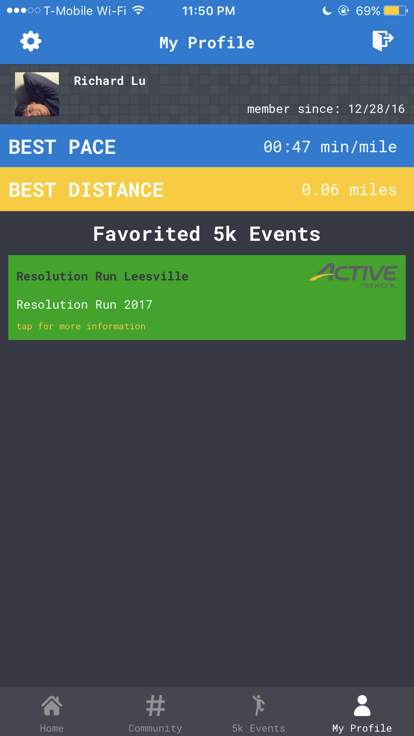 T-Mobile Wi-Fi 11:50 PM 69%
My Profile
Richard Lu
member since: 12/28/16
BEST PACE 00:47 min/mile
BEST DISTANCE 0.06 miles
Favorited 5k Events
Resolution Run Leesville
ACTIVE
network
Resolution Run 2017
tap for more information
Home Community 5k Events My Profile